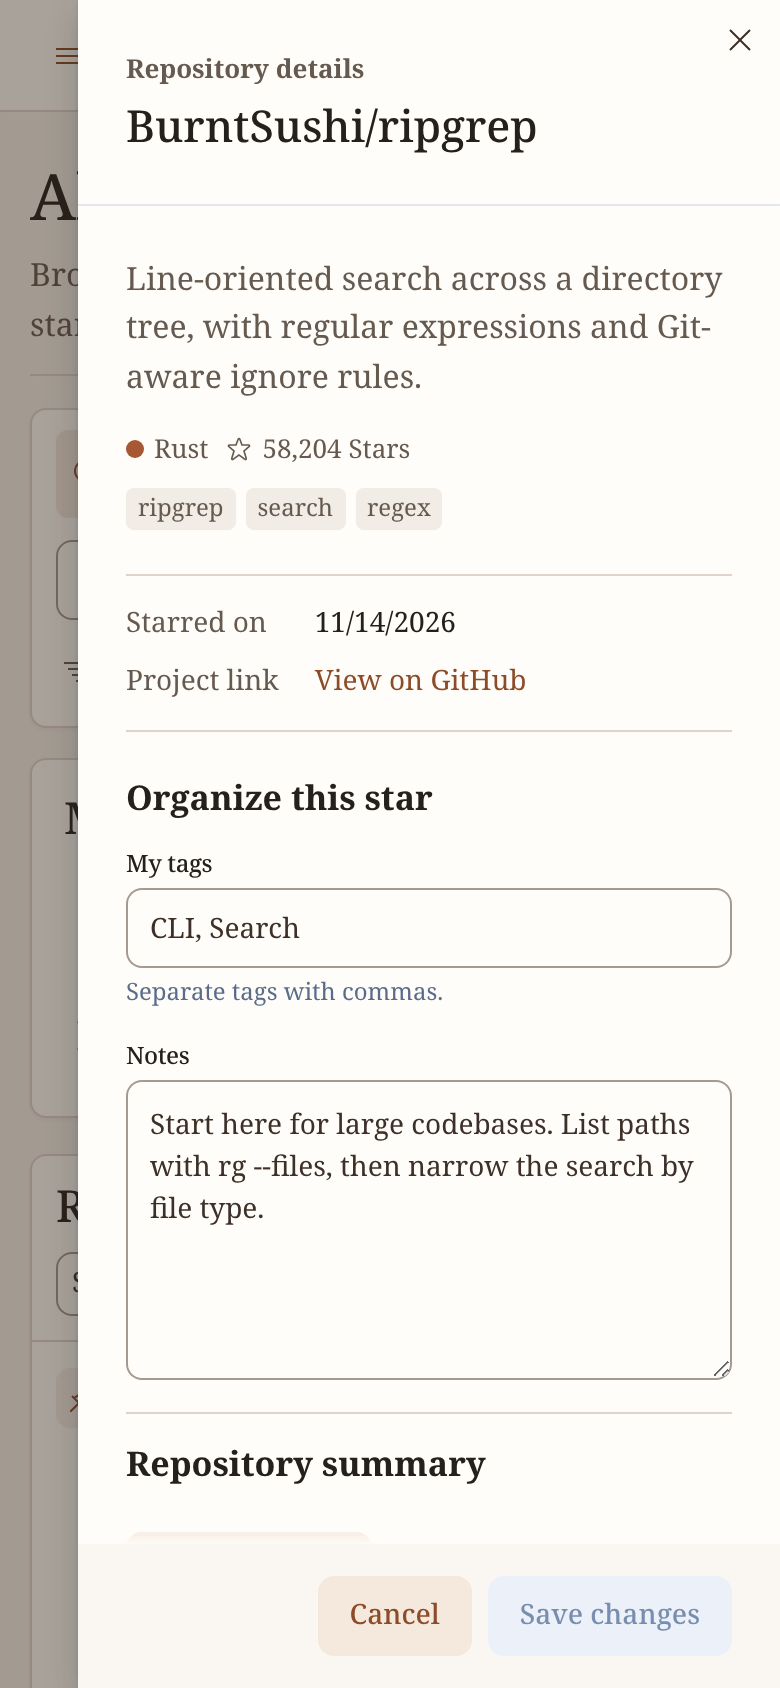 Repository details
BurntSushi/ripgrep
Line-oriented search across a directory
tree, with regular expressions and Git-
aware ignore rules.
Rust 58,204 Stars
ripgrep search regex
Starred on 11/14/2026
Project link View on GitHub
Organize this star
My tags
CLI, Search
Separate tags with commas.
Notes
Start here for large codebases. List paths
with rg --files, then narrow the search by
file type.
Repository summary
Cancel Save changes